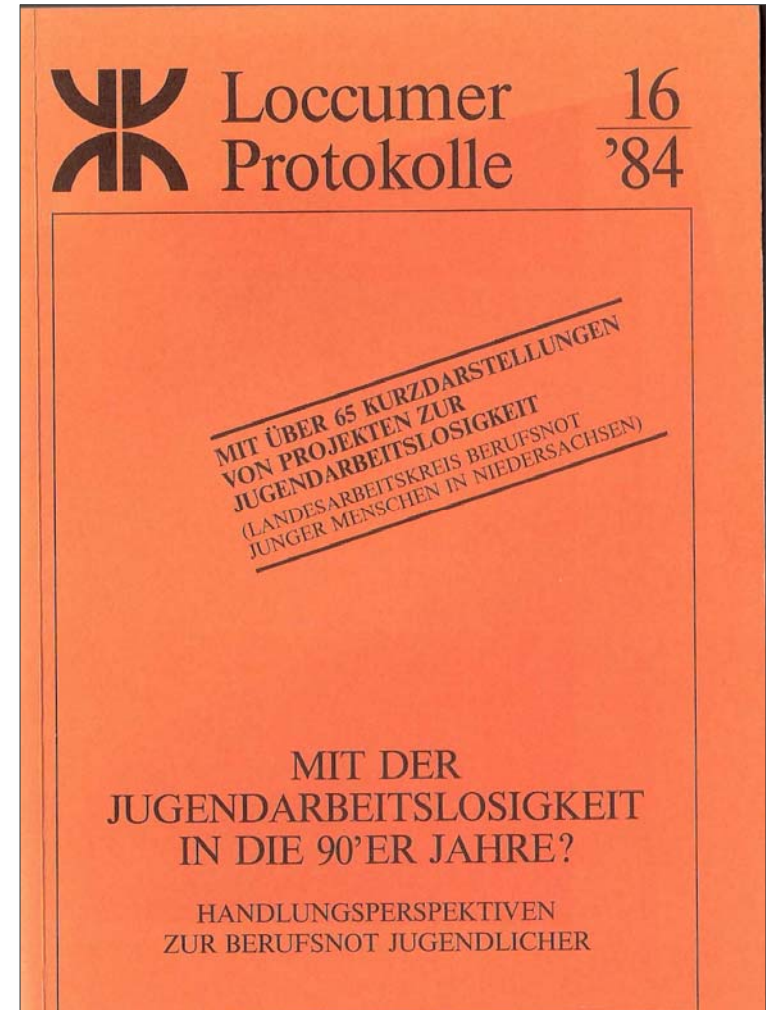 Loccumer
Protokolle
16
'84
MIT ÜBER 65 KURZDARSTELLUNGEN
VON PROJEKTEN ZUR
JUGENDARBEITSLOSIGKEIT
(LANDESARBEITSKREIS BERUFSNOT
JUNGER MENSCHEN IN NIEDERSACHSEN)
MIT DER
JUGENDARBEITSLOSIGKEIT
IN DIE 90'ER JAHRE?
HANDLUNGSPERSPEKTIVEN
ZUR BERUFSNOT JUGENDLICHER